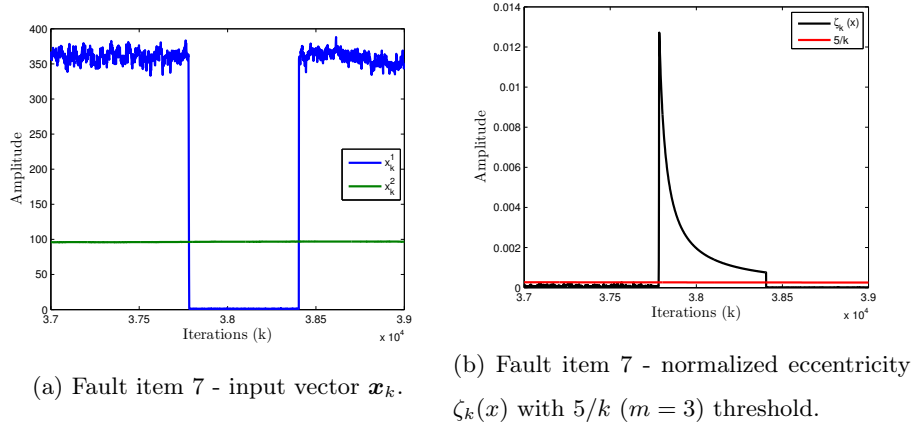 400
350
300
250
200
150
100
50
0
Amplitude
x_k^1
x_k^2
3.7 3.75 3.8 3.85 3.9
Iterations (k)
x 10^4
(a) Fault item 7 - input vector x_k.
0.014
0.012
0.01
0.008
0.006
0.004
0.002
0
Amplitude
ζ_k (x)
5/k
3.7 3.75 3.8 3.85 3.9
Iterations (k)
x 10^4
(b) Fault item 7 - normalized eccentricity
ζ_k(x) with 5/k (m = 3) threshold.